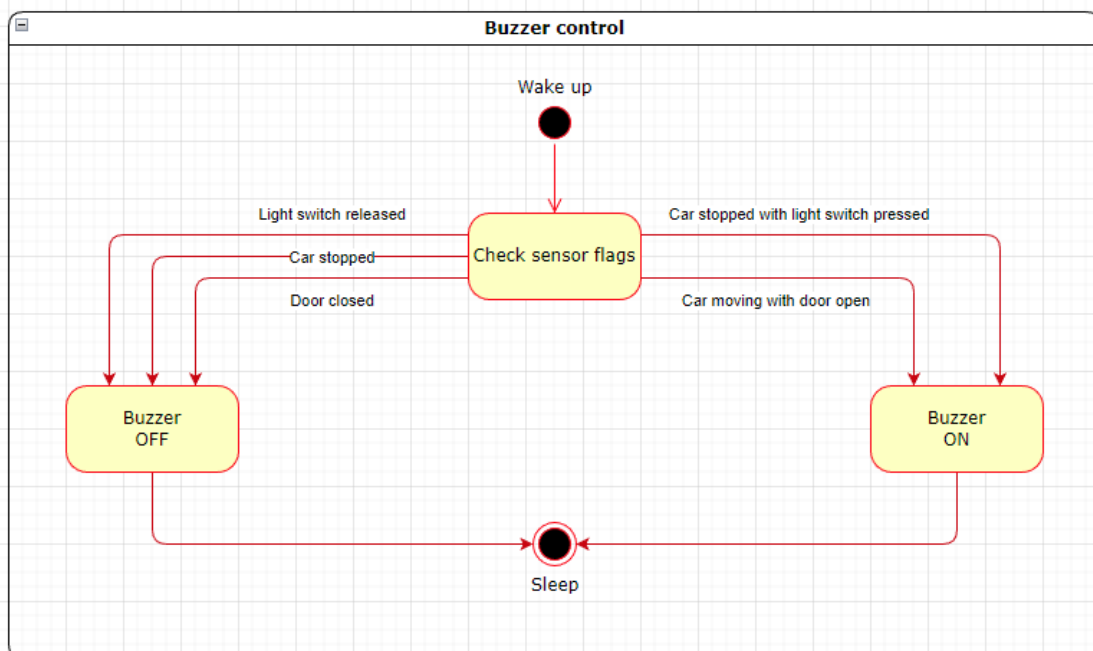 Buzzer control
Wake up
Light switch released
Car stopped with light switch pressed
Check sensor flags
Car stopped
Door closed
Car moving with door open
Buzzer
OFF
Buzzer
ON
Sleep